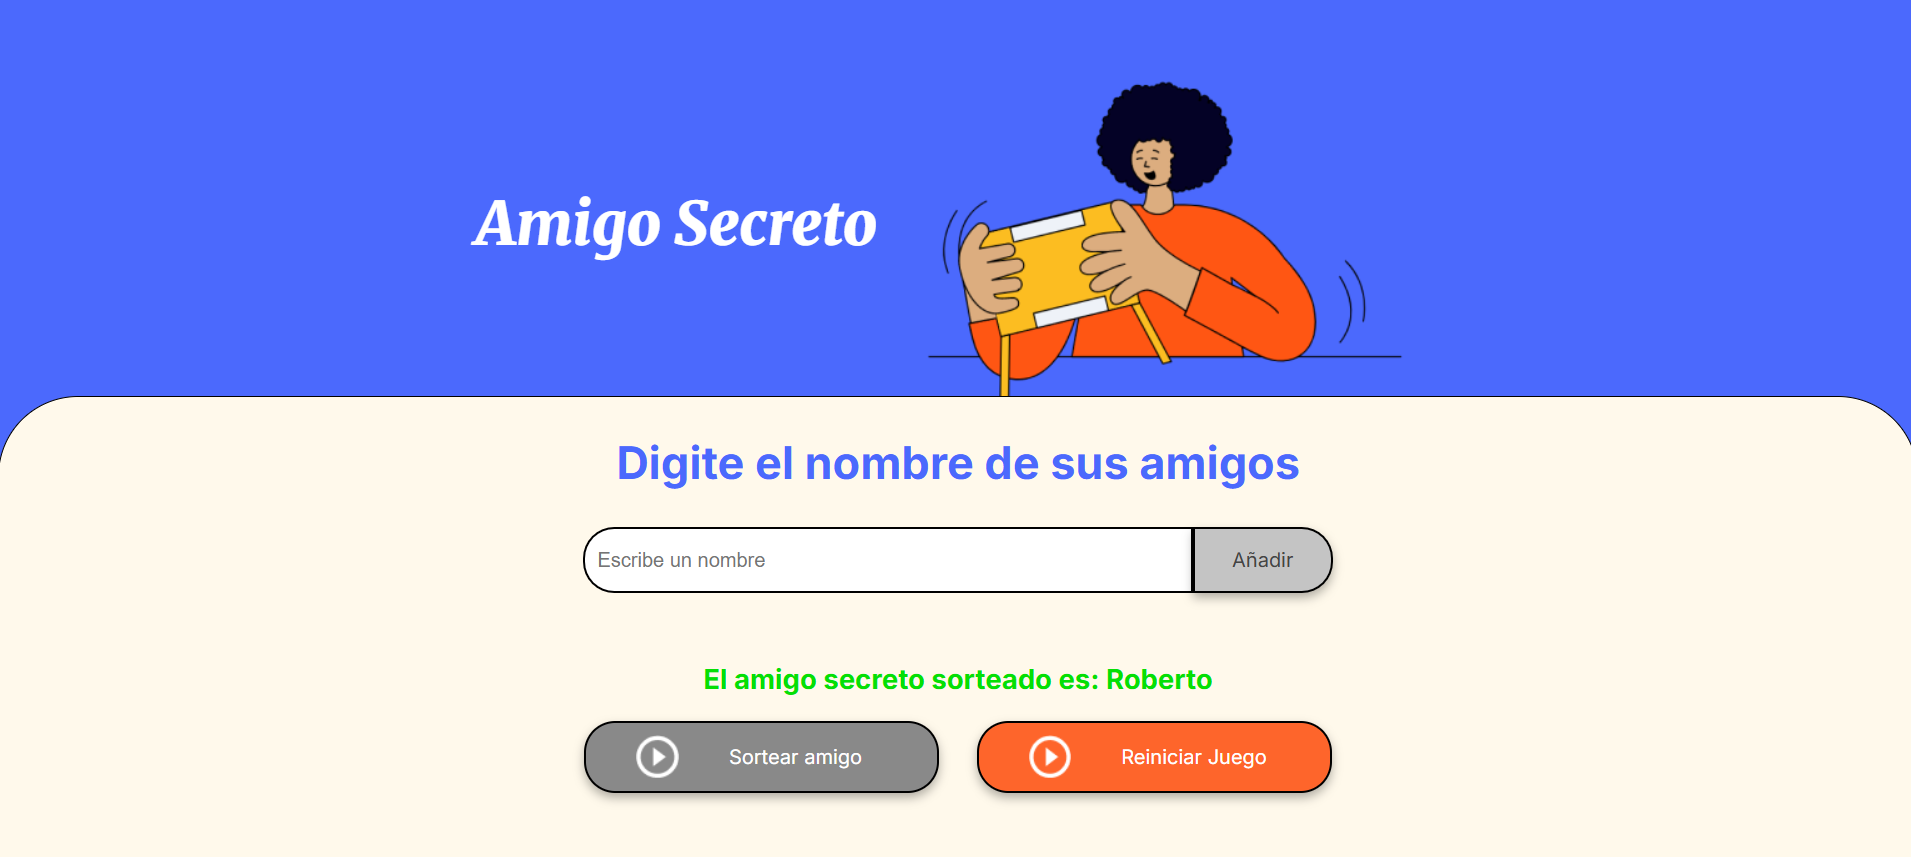 Amigo Secreto
Digite el nombre de sus amigos
Escribe un nombre
Añadir
El amigo secreto sorteado es: Roberto
Sortear amigo
Reiniciar Juego